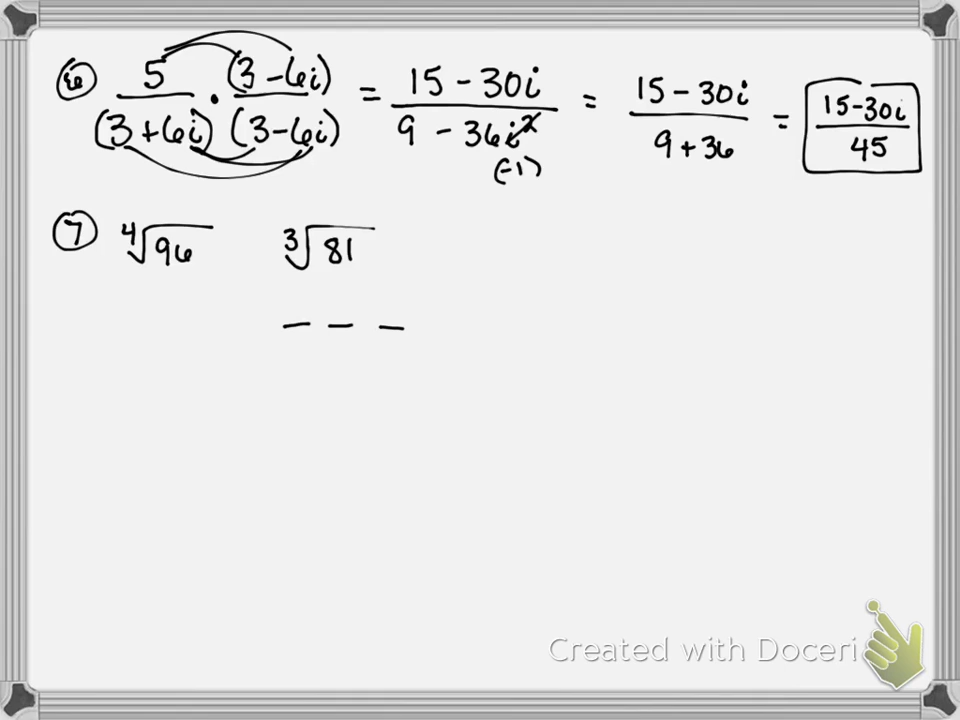 ⑥ 5/(3+6i) · (3-6i)/(3-6i) = (15-30i)/(9-36i²) = (15-30i)/(9+36) = (15-30i)/45
(-1)
⑦ ⁴√96 ³√81
_ _ _
Created with Doceri